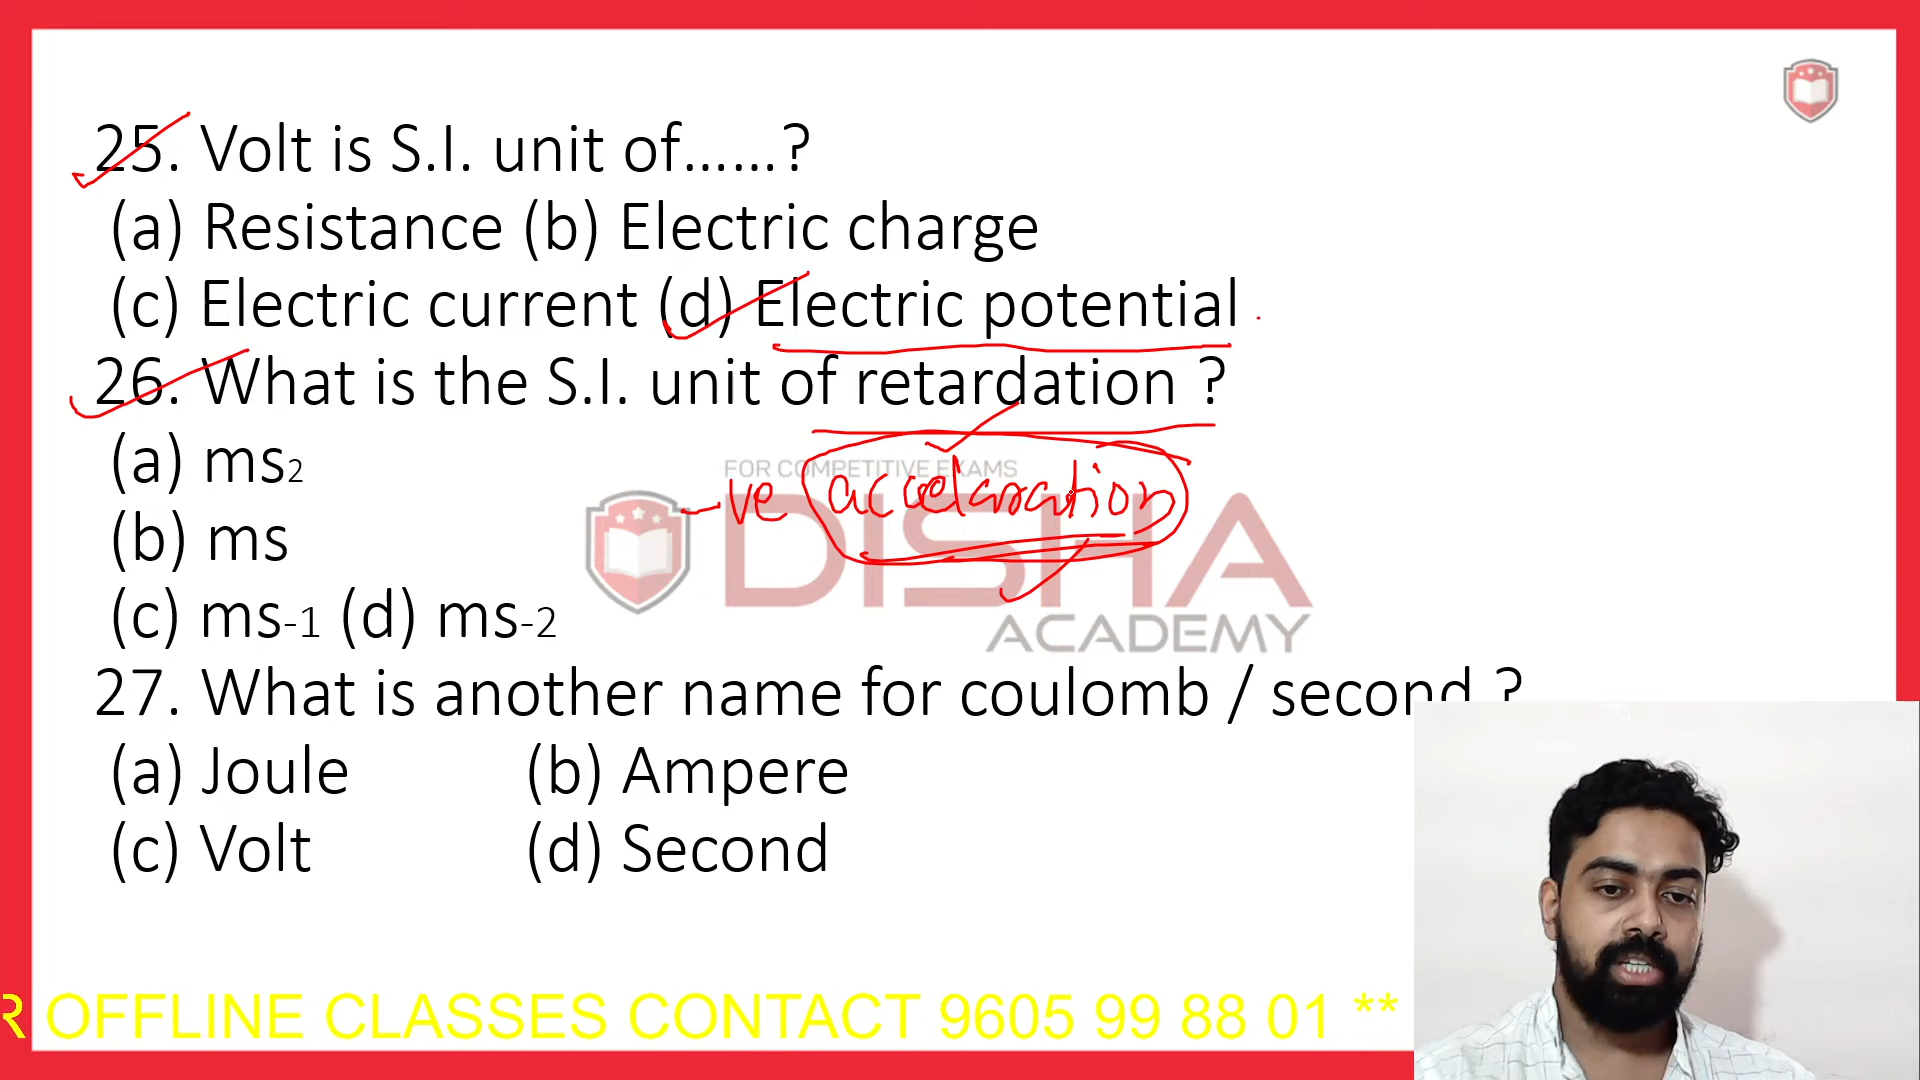 25. Volt is S.I. unit of......?
(a) Resistance (b) Electric charge
(c) Electric current (d) Electric potential
26. What is the S.I. unit of retardation ?
(a) ms2
FOR COMPETITIVE EXAMS
-ve accelaration
(b) ms
DISHA
(c) ms-1 (d) ms-2
ACADEMY
27. What is another name for coulomb / second ?
(a) Joule (b) Ampere
(c) Volt (d) Second
R OFFLINE CLASSES CONTACT 9605 99 88 01 **